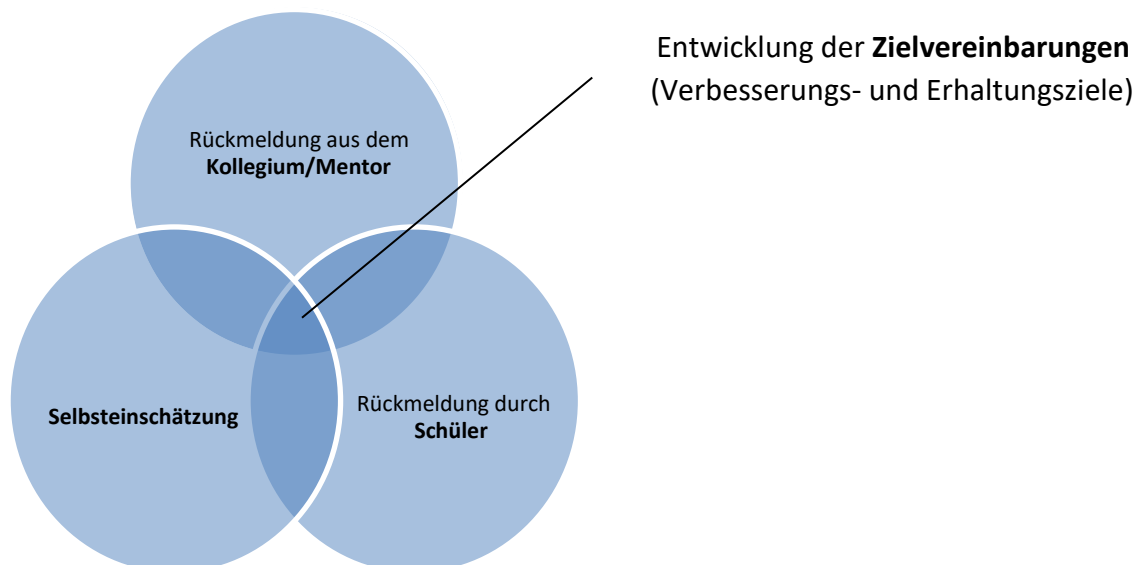 Entwicklung der Zielvereinbarungen
(Verbesserungs- und Erhaltungsziele)
Rückmeldung aus dem
Kollegium/Mentor
Selbsteinschätzung
Rückmeldung durch
Schüler